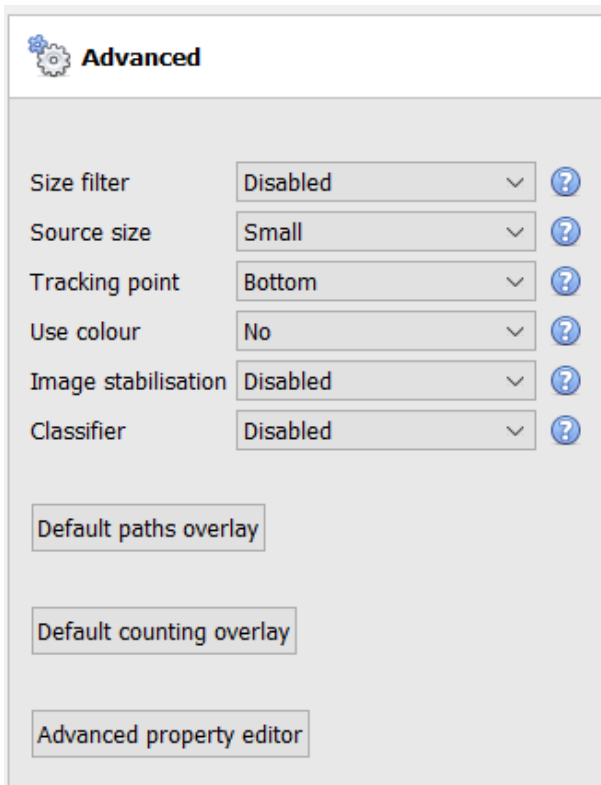 Advanced
Size filter Disabled
Source size Small
Tracking point Bottom
Use colour No
Image stabilisation Disabled
Classifier Disabled
Default paths overlay
Default counting overlay
Advanced property editor